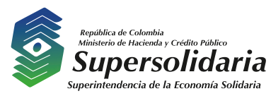 República de Colombia
Ministerio de Hacienda y Crédito Público
Supersolidaria
Superintendencia de la Economía Solidaria